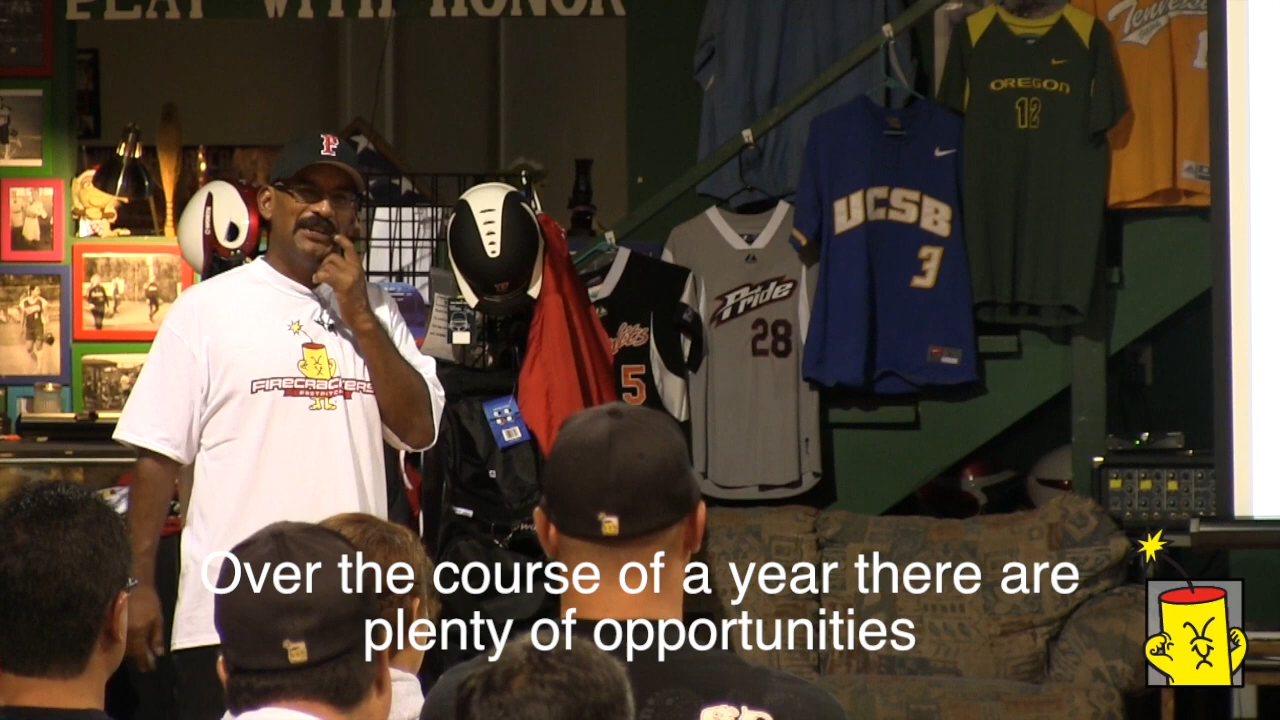 PLAY WITH HONOR
P
Tennessee
OREGON
12
UCSB
3
Pride
28
5
FIRECRACKERS
FASTPITCH
Over the course of a year there are
plenty of opportunities